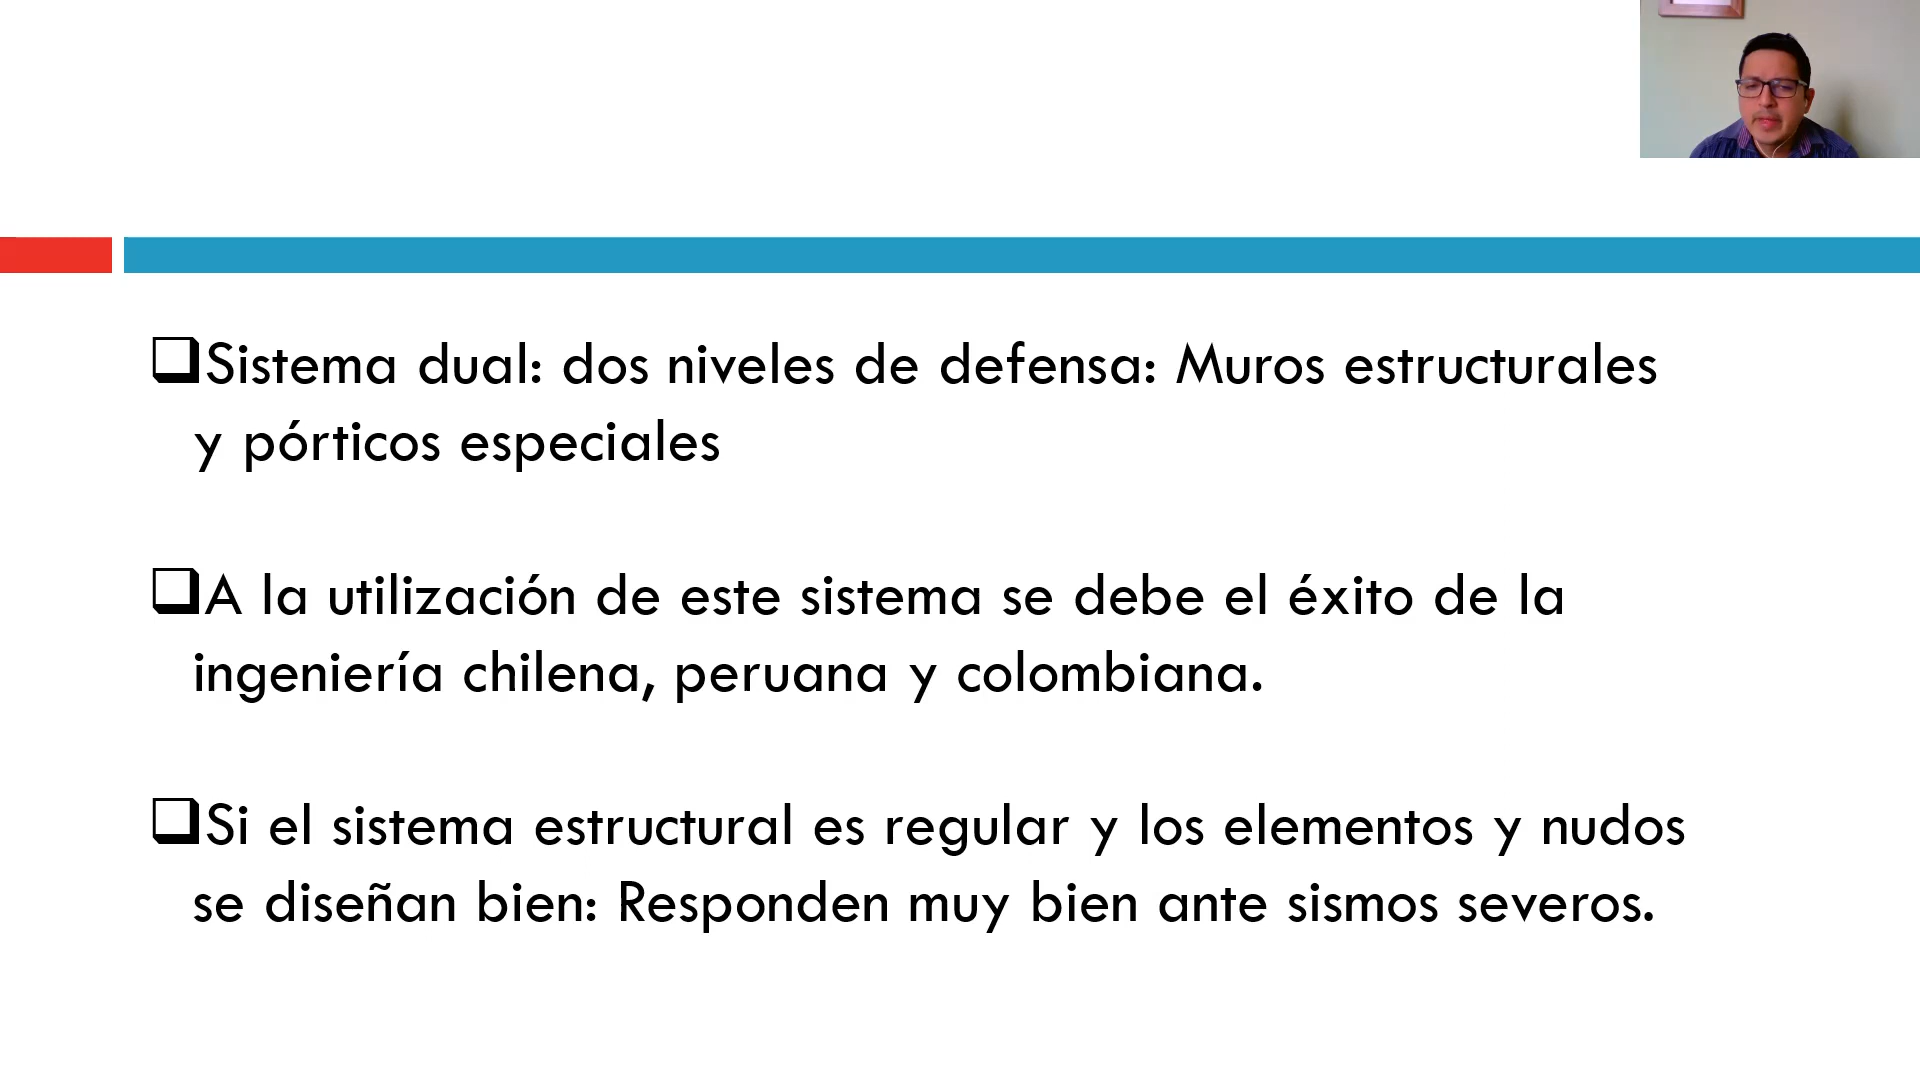 Sistema dual: dos niveles de defensa: Muros estructurales
y pórticos especiales
A la utilización de este sistema se debe el éxito de la
ingeniería chilena, peruana y colombiana.
Si el sistema estructural es regular y los elementos y nudos
se diseñan bien: Responden muy bien ante sismos severos.